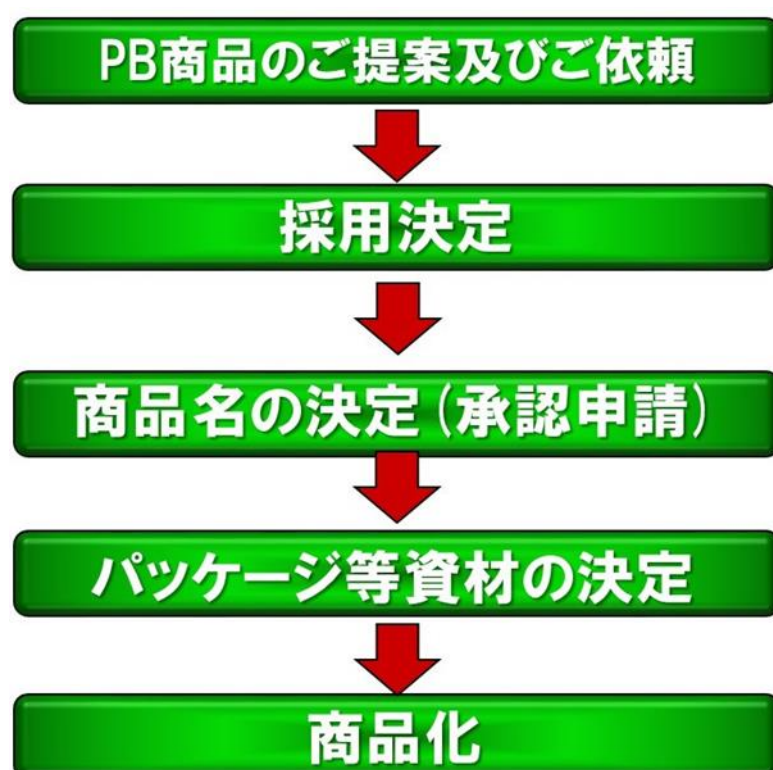 PB商品のご提案及びご依頼
採用決定
商品名の決定(承認申請)
パッケージ等資材の決定
商品化